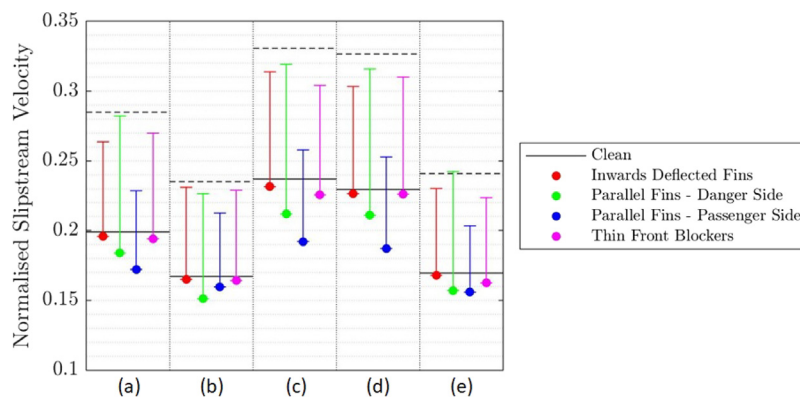 0.35
0.3
0.25
0.2
0.15
0.1
Normalised Slipstream Velocity
(a) (b) (c) (d) (e)
Clean
Inwards Deflected Fins
Parallel Fins - Danger Side
Parallel Fins - Passenger Side
Thin Front Blockers